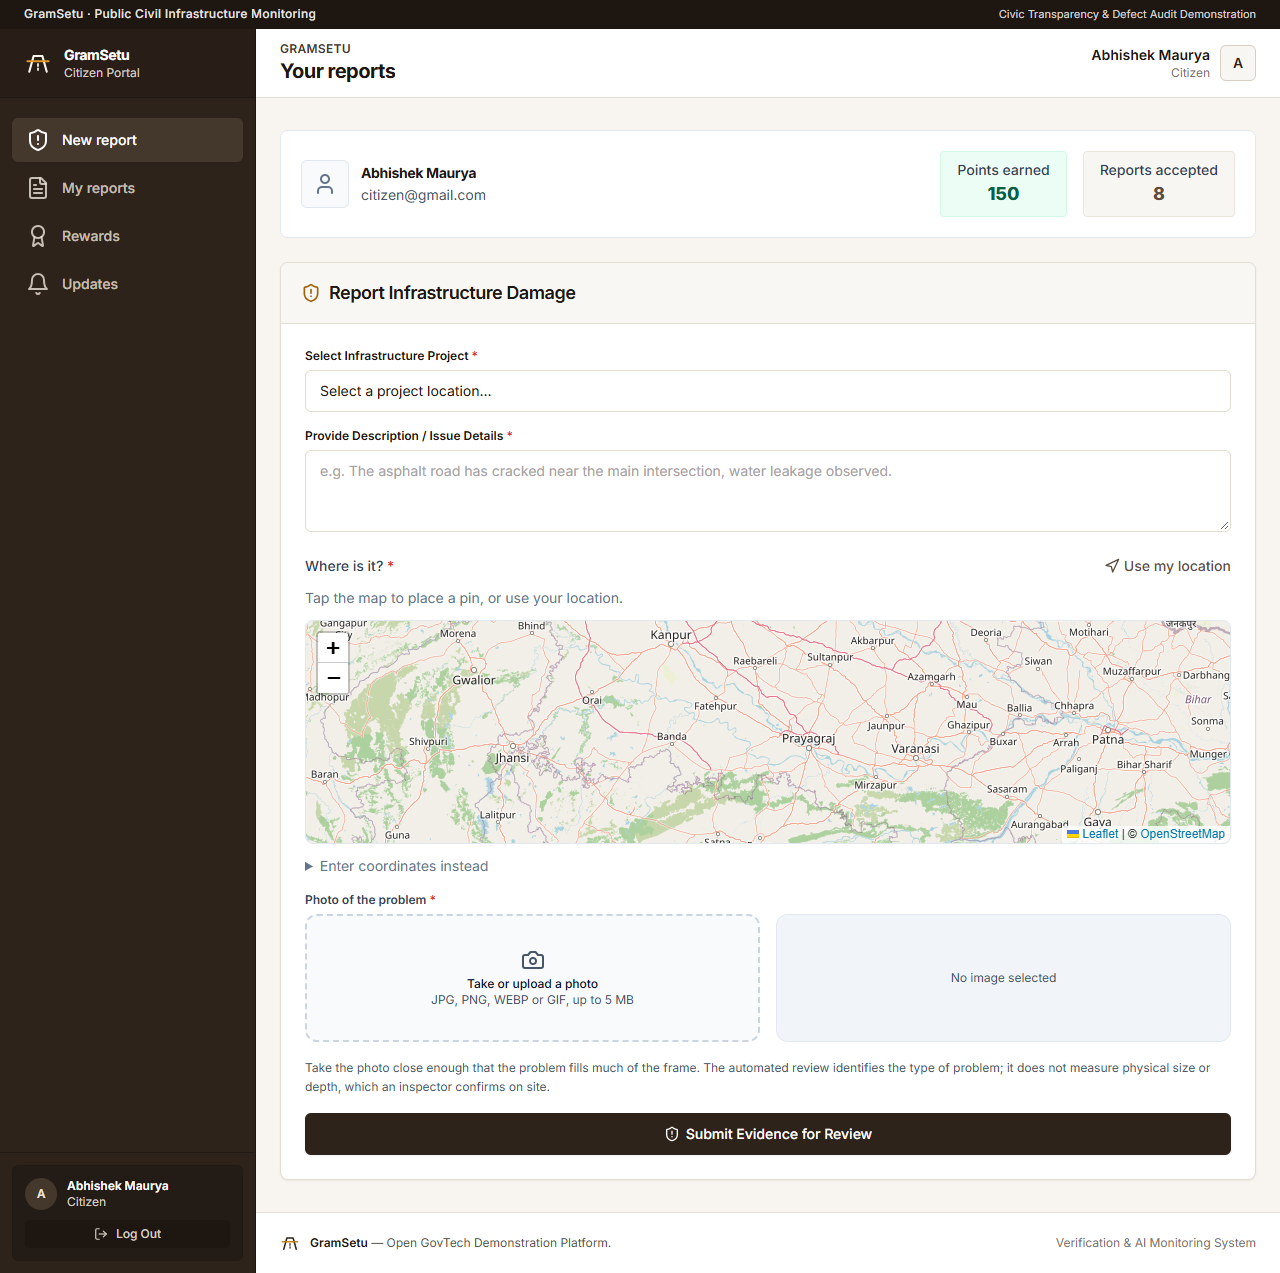 GramSetu · Public Civil Infrastructure Monitoring
Civic Transparency & Defect Audit Demonstration
GramSetu
Citizen Portal
GRAMSETU
Your reports
Abhishek Maurya
Citizen
A
New report
My reports
Rewards
Updates
Abhishek Maurya
citizen@gmail.com
Points earned
150
Reports accepted
8
Report Infrastructure Damage
Select Infrastructure Project *
Select a project location...
Provide Description / Issue Details *
e.g. The asphalt road has cracked near the main intersection, water leakage observed.
Where is it? *
Use my location
Tap the map to place a pin, or use your location.
Gangapur
City
Morena
Bhind
Kanpur
Akbarpur
Deoria
Motihari
जनकपुर
+
−
Raebareli
Sultanpur
Siwan
Muzaffarpur
Darbhang
Gwalior
Azamgarh
Madhopur
Orai
Fatehpur
Mau
Ballia
Chhapra
Bihar
Jaunpur
Ghazipur
Sonma
Shivpuri
Banda
Prayagraj
Varanasi
Buxar
Arrah
Patna
Jhansi
Munger
Baran
Mirzapur
Paliganj
Bihar Sharif
Sasaram
Lalitpur
Aurangabad
Gaya
Guna
Satna
Leaflet | © OpenStreetMap
Enter coordinates instead
Photo of the problem *
Take or upload a photo
JPG, PNG, WEBP or GIF, up to 5 MB
No image selected
Take the photo close enough that the problem fills much of the frame. The automated review identifies the type of problem; it does not measure physical size or
depth, which an inspector confirms on site.
Submit Evidence for Review
A
Abhishek Maurya
Citizen
Log Out
GramSetu — Open GovTech Demonstration Platform.
Verification & AI Monitoring System